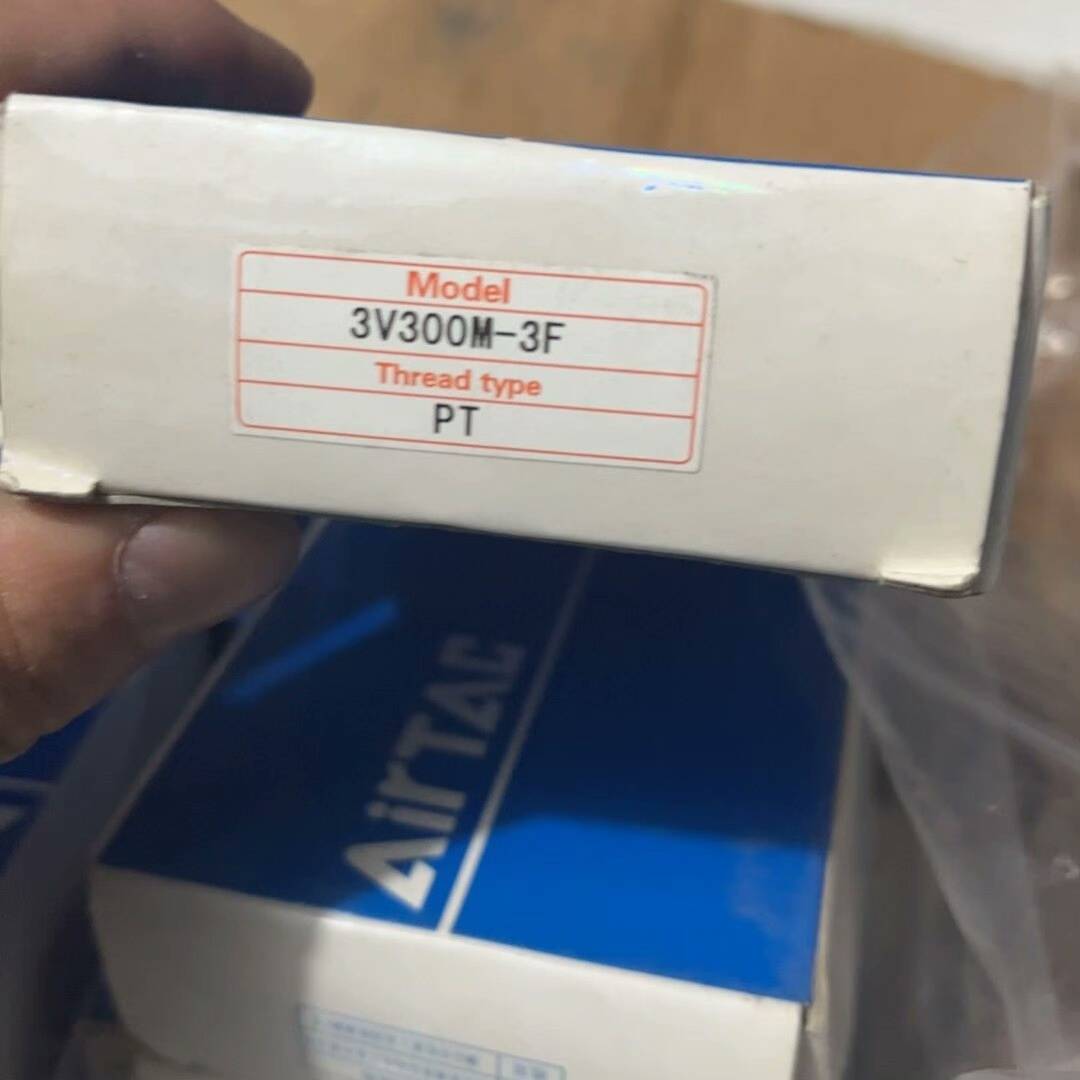 Model
3V300M-3F
Thread type
PT
AirTAC